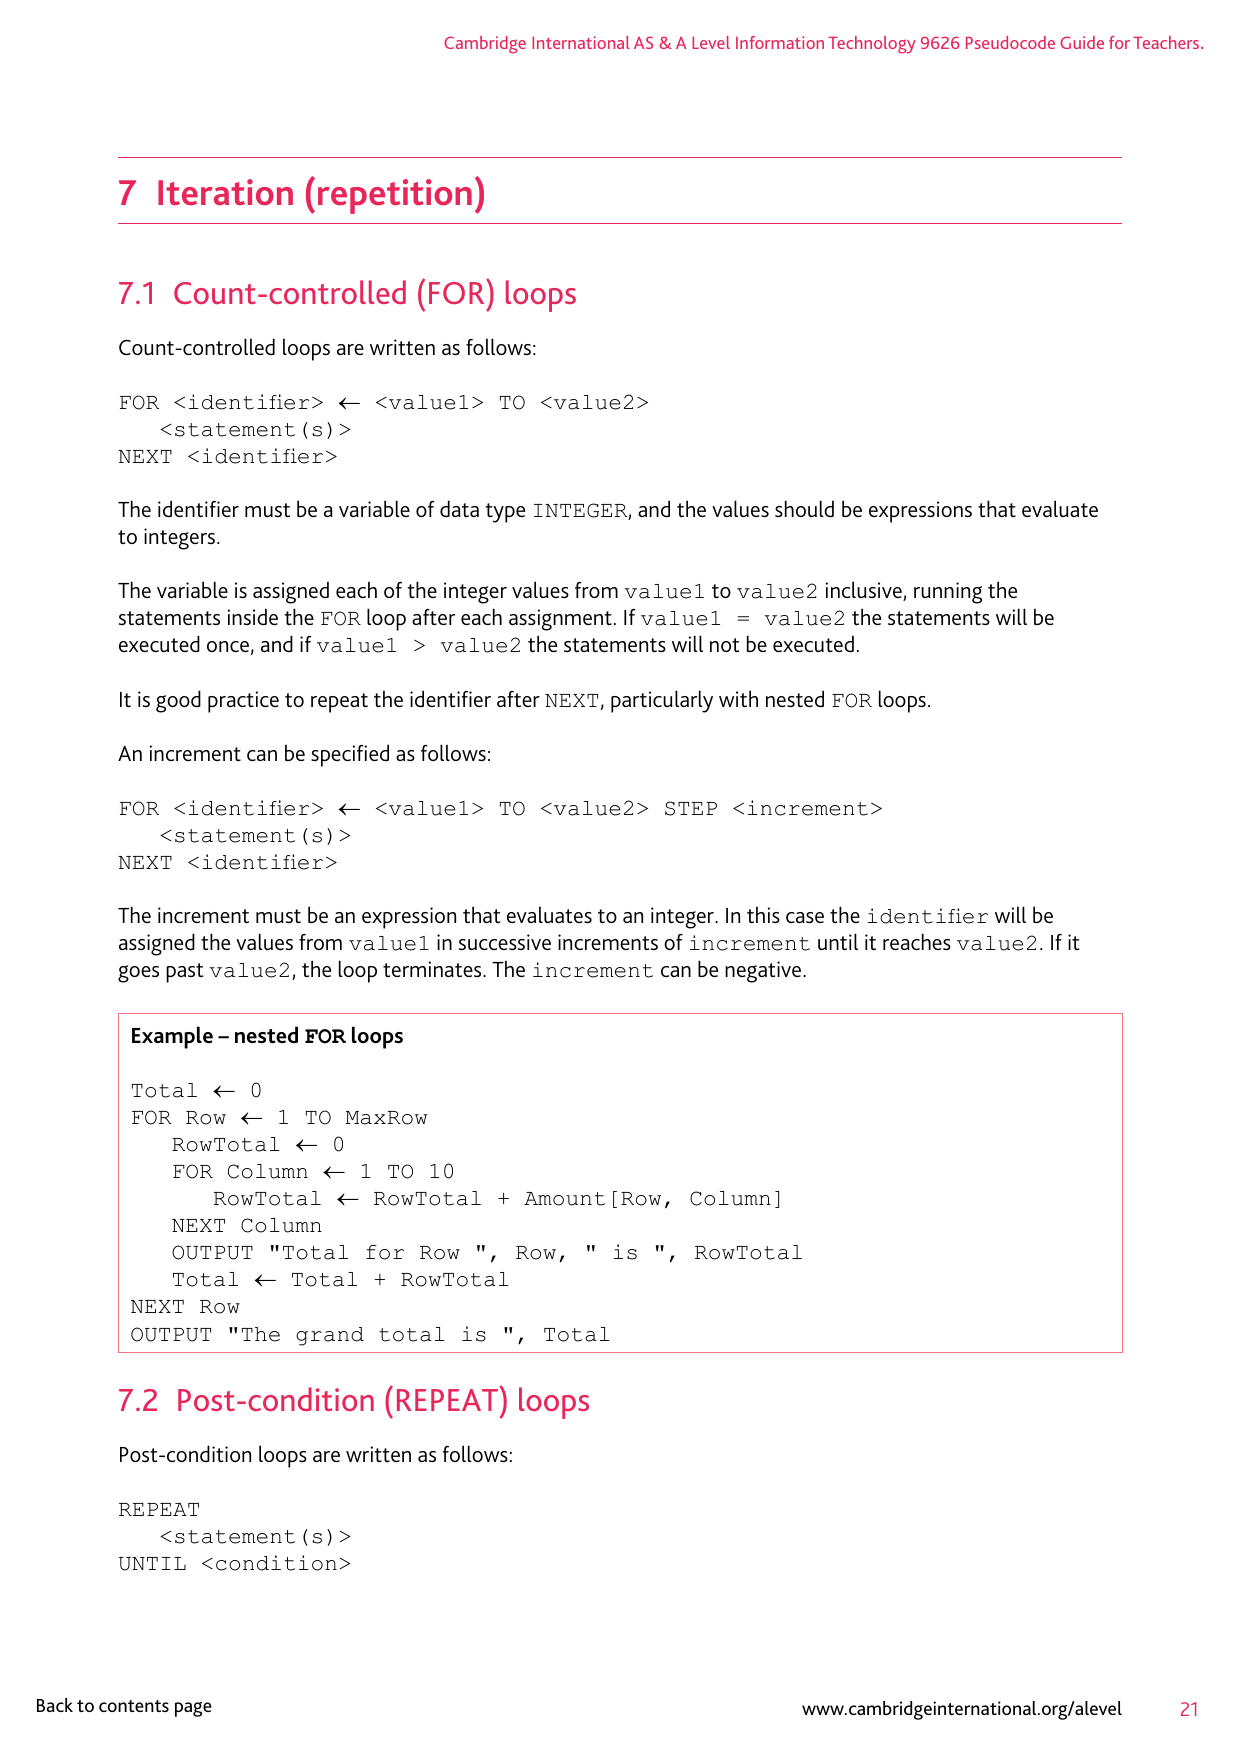 Cambridge International AS & A Level Information Technology 9626 Pseudocode Guide for Teachers.
7 Iteration (repetition)
7.1 Count-controlled (FOR) loops
Count-controlled loops are written as follows:
FOR <identifier> ← <value1> TO <value2>
   <statement(s)>
NEXT <identifier>
The identifier must be a variable of data type INTEGER, and the values should be expressions that evaluate
to integers.
The variable is assigned each of the integer values from value1 to value2 inclusive, running the
statements inside the FOR loop after each assignment. If value1 = value2 the statements will be
executed once, and if value1 > value2 the statements will not be executed.
It is good practice to repeat the identifier after NEXT, particularly with nested FOR loops.
An increment can be specified as follows:
FOR <identifier> ← <value1> TO <value2> STEP <increment>
   <statement(s)>
NEXT <identifier>
The increment must be an expression that evaluates to an integer. In this case the identifier will be
assigned the values from value1 in successive increments of increment until it reaches value2. If it
goes past value2, the loop terminates. The increment can be negative.
Example – nested FOR loops
Total ← 0
FOR Row ← 1 TO MaxRow
   RowTotal ← 0
   FOR Column ← 1 TO 10
      RowTotal ← RowTotal + Amount[Row, Column]
   NEXT Column
   OUTPUT "Total for Row ", Row, " is ", RowTotal
   Total ← Total + RowTotal
NEXT Row
OUTPUT "The grand total is ", Total
7.2 Post-condition (REPEAT) loops
Post-condition loops are written as follows:
REPEAT
   <statement(s)>
UNTIL <condition>
Back to contents page
www.cambridgeinternational.org/alevel 21